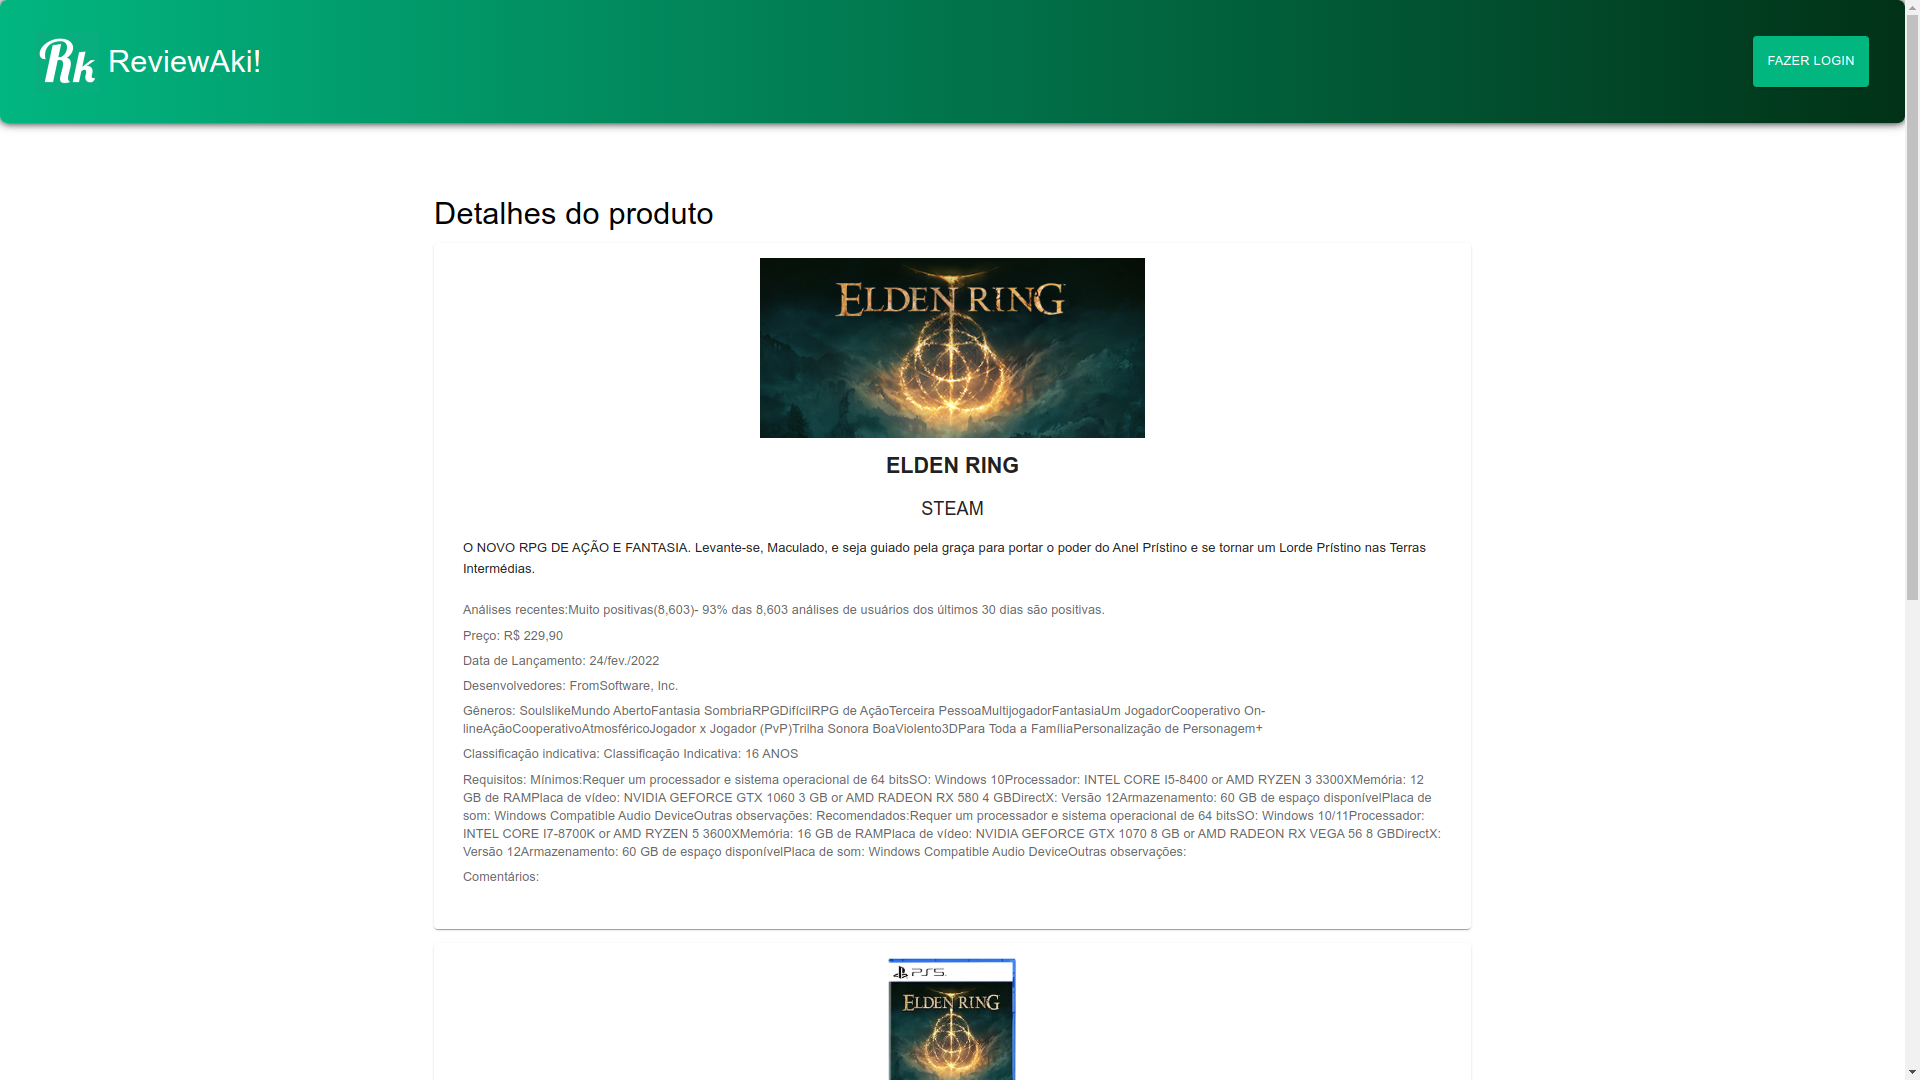 Rk ReviewAki!
FAZER LOGIN
Detalhes do produto
ELDEN RING
ELDEN RING
STEAM
O NOVO RPG DE AÇÃO E FANTASIA. Levante-se, Maculado, e seja guiado pela graça para portar o poder do Anel Prístino e se tornar um Lorde Prístino nas Terras
Intermédias.
Análises recentes:Muito positivas(8,603)- 93% das 8,603 análises de usuários dos últimos 30 dias são positivas.
Preço: R$ 229,90
Data de Lançamento: 24/fev./2022
Desenvolvedores: FromSoftware, Inc.
Gêneros: SoulslikeMundo AbertoFantasia SombriaRPGDifícilRPG de AçãoTerceira PessoaMultijogadorFantasiaUm JogadorCooperativo On-
lineAçãoCooperativoAtmosféricoJogador x Jogador (PvP)Trilha Sonora BoaViolento3DPara Toda a FamíliaPersonalização de Personagem+
Classificação indicativa: Classificação Indicativa: 16 ANOS
Requisitos: Mínimos:Requer um processador e sistema operacional de 64 bitsSO: Windows 10Processador: INTEL CORE I5-8400 or AMD RYZEN 3 3300XMemória: 12
GB de RAMPlaca de vídeo: NVIDIA GEFORCE GTX 1060 3 GB or AMD RADEON RX 580 4 GBDirectX: Versão 12Armazenamento: 60 GB de espaço disponívelPlaca de
som: Windows Compatible Audio DeviceOutras observações: Recomendados:Requer um processador e sistema operacional de 64 bitsSO: Windows 10/11Processador:
INTEL CORE I7-8700K or AMD RYZEN 5 3600XMemória: 16 GB de RAMPlaca de vídeo: NVIDIA GEFORCE GTX 1070 8 GB or AMD RADEON RX VEGA 56 8 GBDirectX:
Versão 12Armazenamento: 60 GB de espaço disponívelPlaca de som: Windows Compatible Audio DeviceOutras observações:
Comentários:
PS5
ELDEN RING